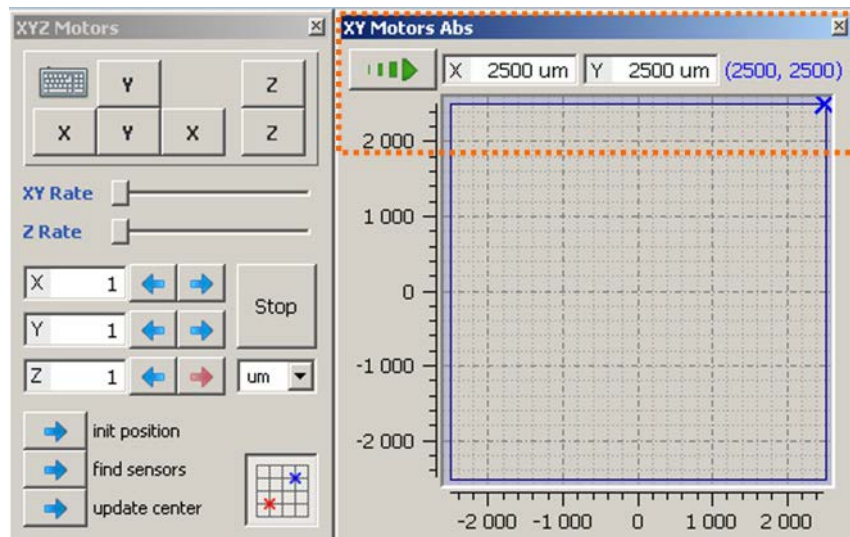 XYZ Motors
Y Z
X Y X Z
XY Rate
Z Rate
X 1
Y 1
Stop
Z 1 um
init position
find sensors
update center
XY Motors Abs
X 2500 um Y 2500 um (2500, 2500)
2 000
1 000
0
-1 000
-2 000
-2 000 -1 000 0 1 000 2 000